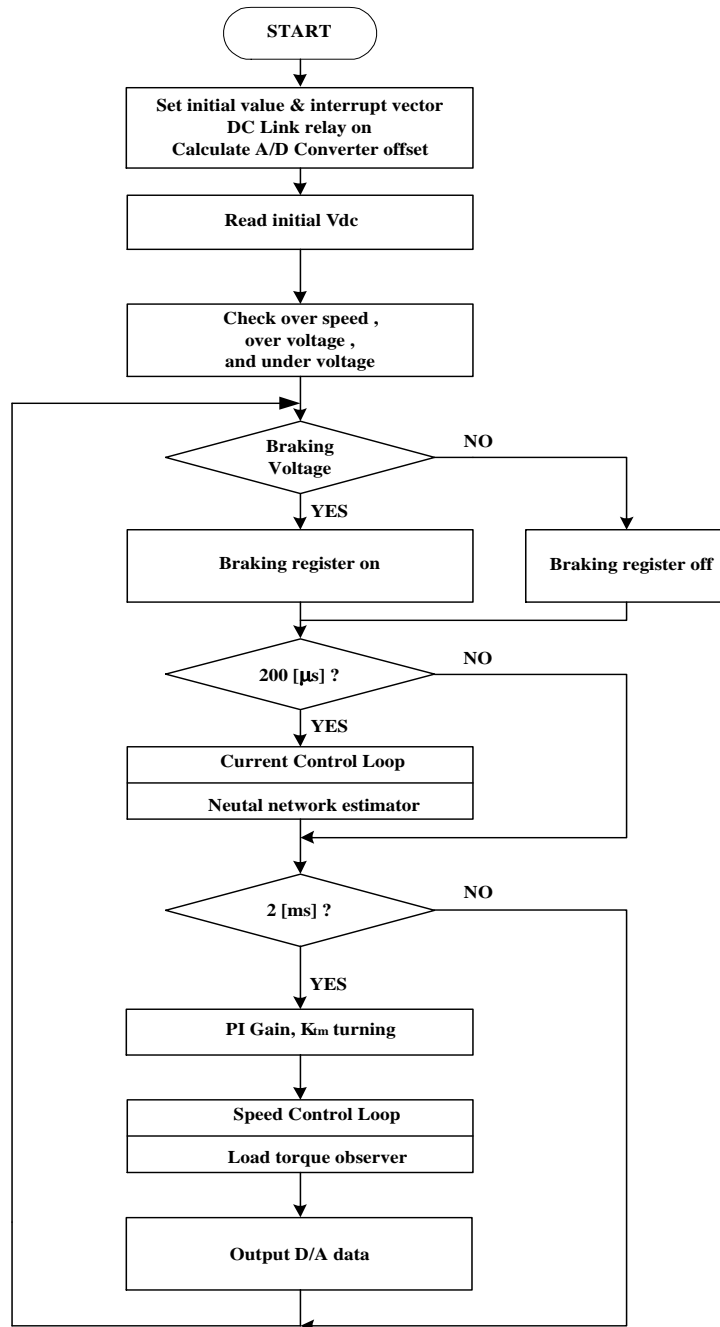 START
Set initial value & interrupt vector
DC Link relay on
Calculate A/D Converter offset
Read initial Vdc
Check over speed ,
over voltage ,
and under voltage
Braking
Voltage
NO
YES
Braking register on
Braking register off
200 [μs] ?
NO
YES
Current Control Loop
Neutal network estimator
2 [ms] ?
NO
YES
PI Gain, Ktm turning
Speed Control Loop
Load torque observer
Output D/A data